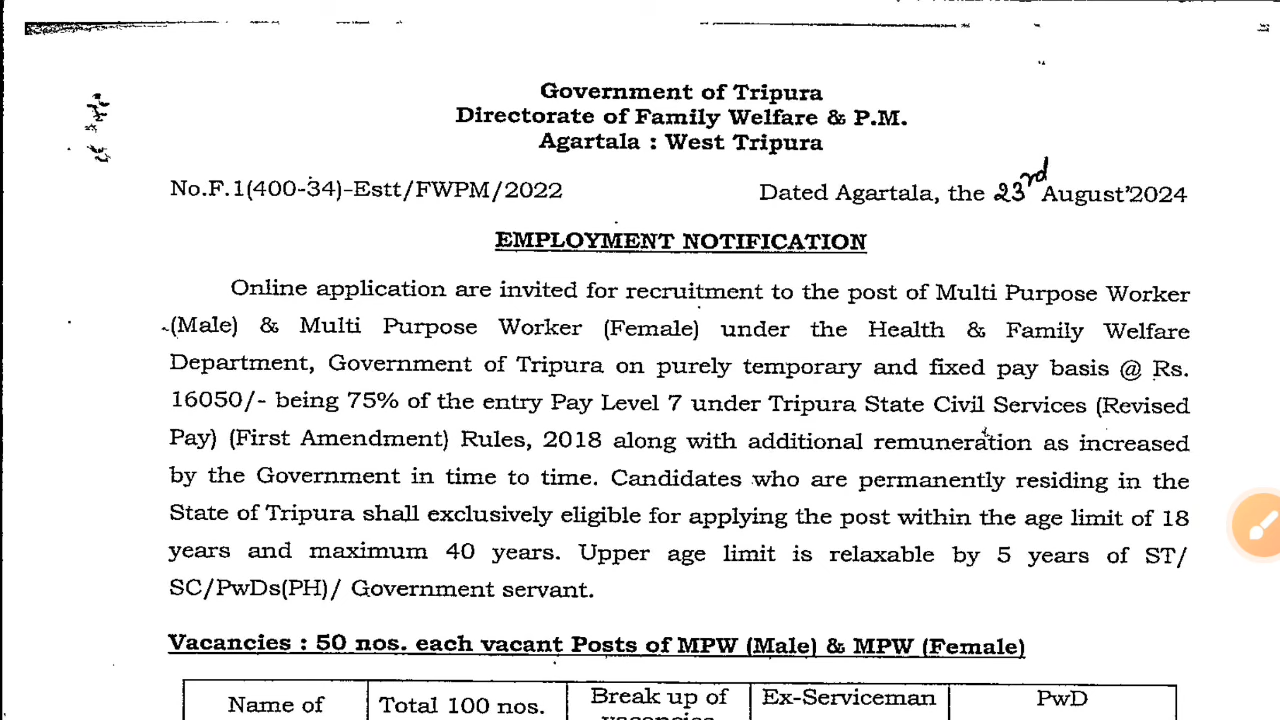 Government of Tripura
Directorate of Family Welfare & P.M.
Agartala : West Tripura
No.F.1(400-34)-Estt/FWPM/2022 Dated Agartala, the 23rd August'2024
EMPLOYMENT NOTIFICATION
Online application are invited for recruitment to the post of Multi Purpose Worker
(Male) & Multi Purpose Worker (Female) under the Health & Family Welfare
Department, Government of Tripura on purely temporary and fixed pay basis @ Rs.
16050/- being 75% of the entry Pay Level 7 under Tripura State Civil Services (Revised
Pay) (First Amendment) Rules, 2018 along with additional remuneration as increased
by the Government in time to time. Candidates who are permanently residing in the
State of Tripura shall exclusively eligible for applying the post within the age limit of 18
years and maximum 40 years. Upper age limit is relaxable by 5 years of ST/
SC/PwDs(PH)/ Government servant.
Vacancies : 50 nos. each vacant Posts of MPW (Male) & MPW (Female)
Name of Total 100 nos. Break up of Ex-Serviceman PwD
vacancies